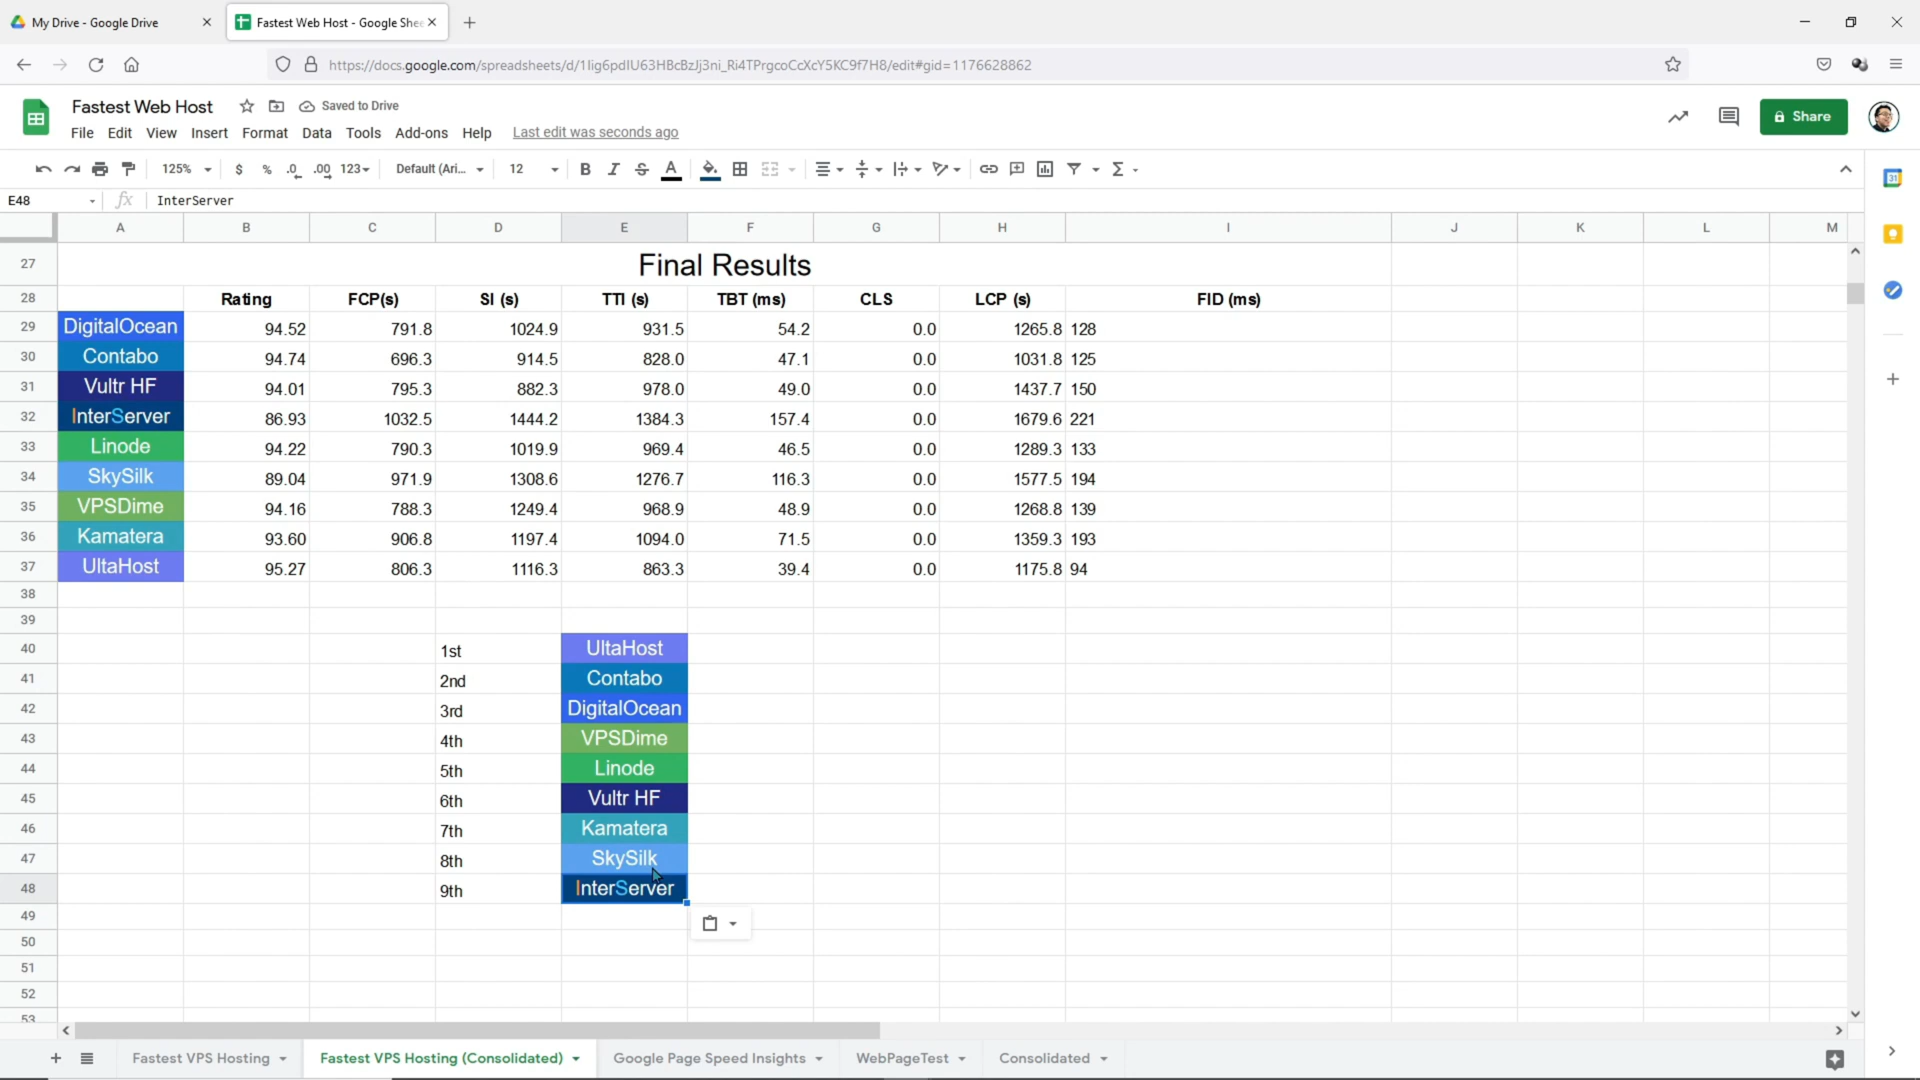 My Drive - Google Drive
Fastest Web Host - Google Shee
https://docs.google.com/spreadsheets/d/1Iig6pdIU63HBcBzJj3ni_Ri4TPrgcoCcXcY5KC9f7H8/edit#gid=1176628862
Fastest Web Host
Saved to Drive
File Edit View Insert Format Data Tools Add-ons Help Last edit was seconds ago
Share
125% $ % .0 .00 123 Default (Ari... 12 B I S A Σ
31
E48 fx InterServer
A B C D E F G H I J K L M
27 Final Results
28 Rating FCP(s) SI (s) TTI (s) TBT (ms) CLS LCP (s) FID (ms)
29 DigitalOcean 94.52 791.8 1024.9 931.5 54.2 0.0 1265.8 128
30 Contabo 94.74 696.3 914.5 828.0 47.1 0.0 1031.8 125
31 Vultr HF 94.01 795.3 882.3 978.0 49.0 0.0 1437.7 150
32 InterServer 86.93 1032.5 1444.2 1384.3 157.4 0.0 1679.6 221
33 Linode 94.22 790.3 1019.9 969.4 46.5 0.0 1289.3 133
34 SkySilk 89.04 971.9 1308.6 1276.7 116.3 0.0 1577.5 194
35 VPSDime 94.16 788.3 1249.4 968.9 48.9 0.0 1268.8 139
36 Kamatera 93.60 906.8 1197.4 1094.0 71.5 0.0 1359.3 193
37 UltaHost 95.27 806.3 1116.3 863.3 39.4 0.0 1175.8 94
38
39
40 1st UltaHost
41 2nd Contabo
42 3rd DigitalOcean
43 4th VPSDime
44 5th Linode
45 6th Vultr HF
46 7th Kamatera
47 8th SkySilk
48 9th InterServer
49
50
51
52
53
Fastest VPS Hosting Fastest VPS Hosting (Consolidated) Google Page Speed Insights WebPageTest Consolidated